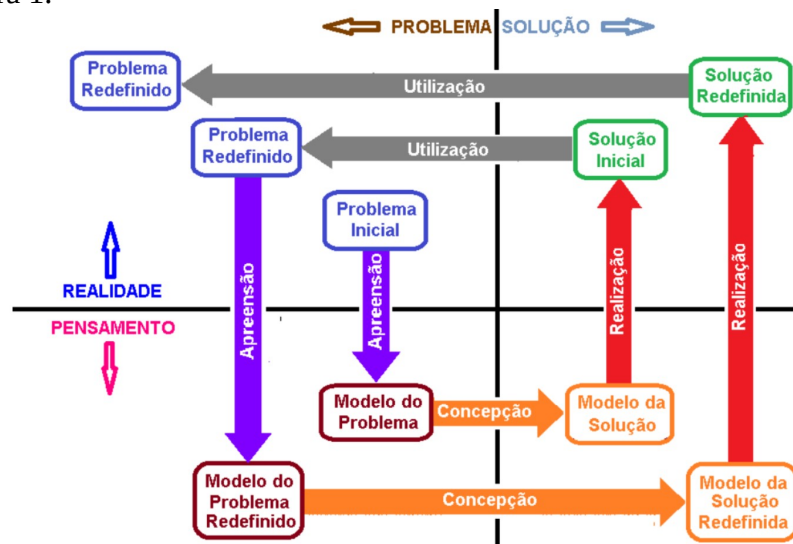 PROBLEMA SOLUÇÃO
Problema
Redefinido
Utilização
Solução
Redefinida
Problema
Redefinido
Utilização
Solução
Inicial
Problema
Inicial
REALIDADE
PENSAMENTO
Apreensão
Apreensão
Realização
Realização
Modelo do
Problema
Concepção
Modelo da
Solução
Modelo do
Problema
Redefinido
Concepção
Modelo da
Solução
Redefinida